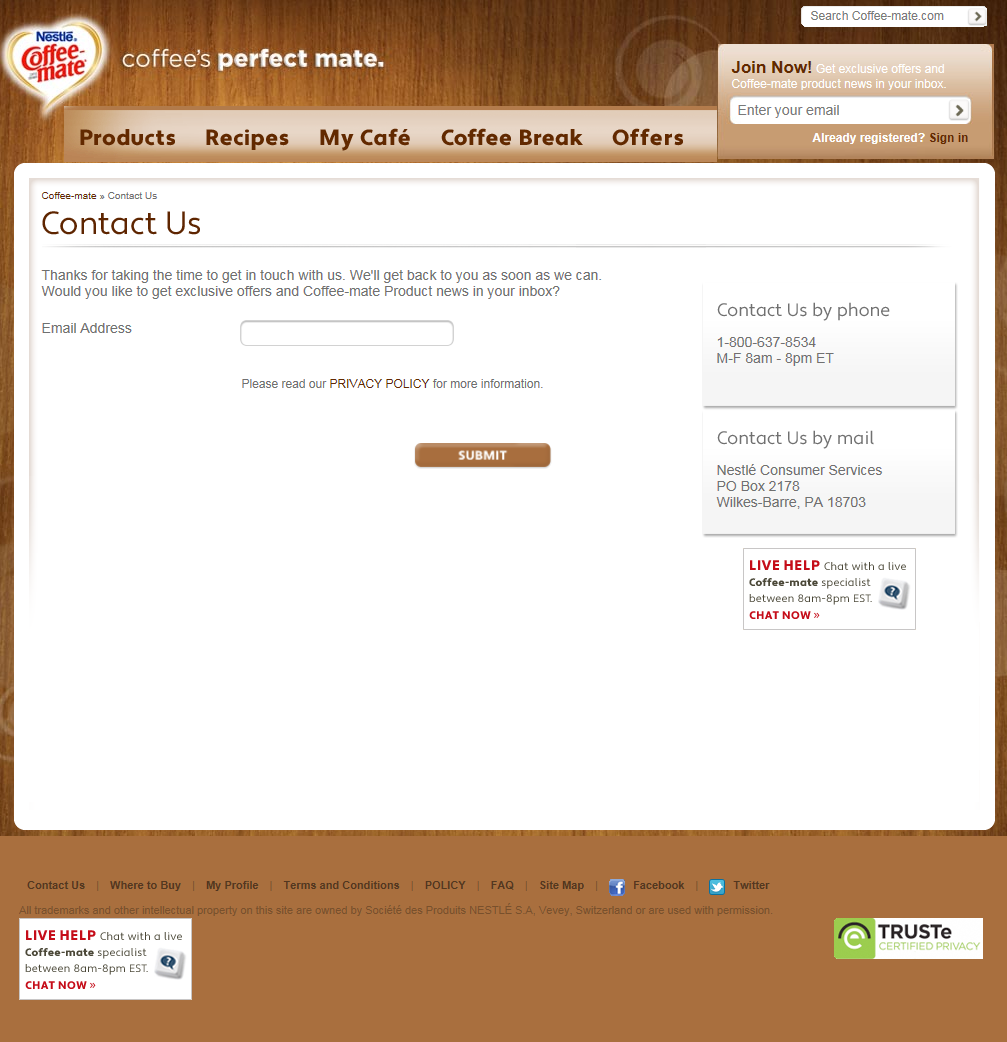 Search Coffee-mate.com
Nestlé®
Coffee-
mate®
coffee's perfect mate.
Join Now! Get exclusive offers and
Coffee-mate product news in your inbox.
Enter your email
Already registered? Sign in
Products Recipes My Café Coffee Break Offers
Coffee-mate » Contact Us
Contact Us
Thanks for taking the time to get in touch with us. We'll get back to you as soon as we can.
Would you like to get exclusive offers and Coffee-mate Product news in your inbox?
Email Address
Please read our PRIVACY POLICY for more information.
SUBMIT
Contact Us by phone
1-800-637-8534
M-F 8am - 8pm ET
Contact Us by mail
Nestlé Consumer Services
PO Box 2178
Wilkes-Barre, PA 18703
LIVE HELP Chat with a live
Coffee-mate specialist
between 8am-8pm EST.
CHAT NOW »
?
Contact Us | Where to Buy | My Profile | Terms and Conditions | POLICY | FAQ | Site Map | f Facebook | Twitter
All trademarks and other intellectual property on this site are owned by Société des Produits NESTLÉ S.A, Vevey, Switzerland or are used with permission.
LIVE HELP Chat with a live
Coffee-mate specialist
between 8am-8pm EST.
CHAT NOW »
?
TRUSTe
CERTIFIED PRIVACY